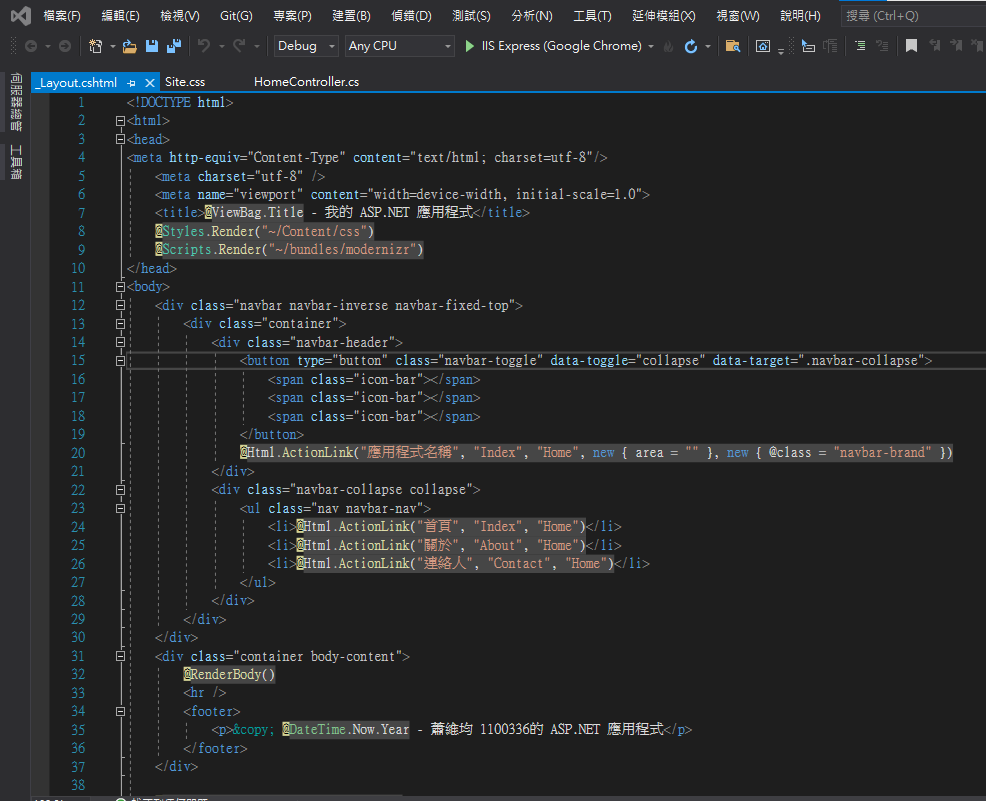 檔案(F) 編輯(E) 檢視(V) Git(G) 專案(P) 建置(B) 偵錯(D) 測試(S) 分析(N) 工具(T) 延伸模組(X) 視窗(W) 說明(H) 搜尋 (Ctrl+Q)
Debug Any CPU IIS Express (Google Chrome)
_Layout.cshtml Site.css HomeController.cs
伺服器總管
工具箱
1 <!DOCTYPE html>
2 <html>
3 <head>
4 <meta http-equiv="Content-Type" content="text/html; charset=utf-8"/>
5 <meta charset="utf-8" />
6 <meta name="viewport" content="width=device-width, initial-scale=1.0">
7 <title>@ViewBag.Title - 我的 ASP.NET 應用程式</title>
8 @Styles.Render("~/Content/css")
9 @Scripts.Render("~/bundles/modernizr")
10 </head>
11 <body>
12 <div class="navbar navbar-inverse navbar-fixed-top">
13 <div class="container">
14 <div class="navbar-header">
15 <button type="button" class="navbar-toggle" data-toggle="collapse" data-target=".navbar-collapse">
16 <span class="icon-bar"></span>
17 <span class="icon-bar"></span>
18 <span class="icon-bar"></span>
19 </button>
20 @Html.ActionLink("應用程式名稱", "Index", "Home", new { area = "" }, new { @class = "navbar-brand" })
21 </div>
22 <div class="navbar-collapse collapse">
23 <ul class="nav navbar-nav">
24 <li>@Html.ActionLink("首頁", "Index", "Home")</li>
25 <li>@Html.ActionLink("關於", "About", "Home")</li>
26 <li>@Html.ActionLink("連絡人", "Contact", "Home")</li>
27 </ul>
28 </div>
29 </div>
30 </div>
31 <div class="container body-content">
32 @RenderBody()
33 <hr />
34 <footer>
35 <p>&copy; @DateTime.Now.Year - 蕭維均 1100336的 ASP.NET 應用程式</p>
36 </footer>
37 </div>
38